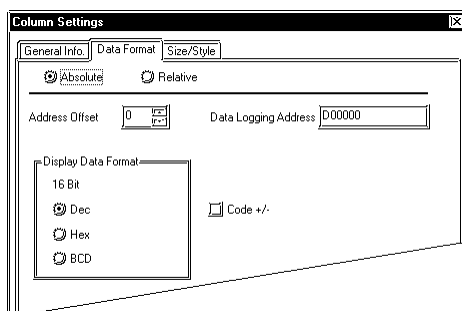 Column Settings
General Info. Data Format Size/Style
Absolute Relative
Address Offset 0 Data Logging Address D00000
Display Data Format
16 Bit
Dec Code +/-
Hex
BCD